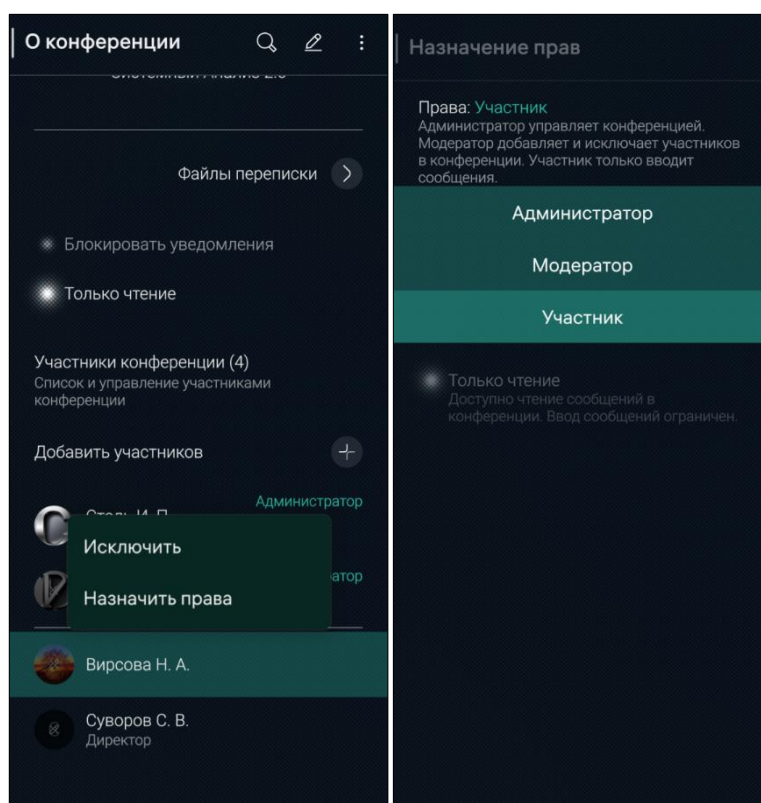 О конференции
Файлы переписки
Блокировать уведомления
Только чтение
Участники конференции (4)
Список и управление участниками
конференции
Добавить участников
Администратор
Исключить
Назначить права
Вирсова Н. А.
Суворов С. В.
Директор
Назначение прав
Права: Участник
Администратор управляет конференцией.
Модератор добавляет и исключает участников
в конференции. Участник только вводит
сообщения.
Администратор
Модератор
Участник
Только чтение
Доступно чтение сообщений в
конференции. Ввод сообщений ограничен.